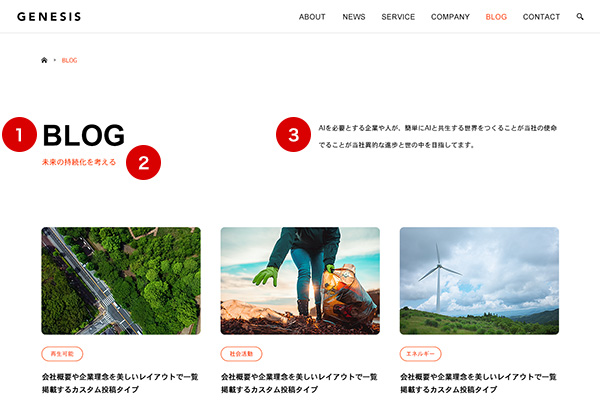 GENESIS
ABOUT NEWS SERVICE COMPANY BLOG CONTACT
BLOG
1 BLOG
未来の持続化を考える 2
3 AIを必要とする企業や人が、簡単にAIと共生する世界をつくることが当社の使命
でることが当社異的な進歩と世の中を目指してます。
再生可能
会社概要や企業理念を美しいレイアウトで一覧
掲載するカスタム投稿タイプ
社会活動
会社概要や企業理念を美しいレイアウトで一覧
掲載するカスタム投稿タイプ
エネルギー
会社概要や企業理念を美しいレイアウトで一覧
掲載するカスタム投稿タイプ